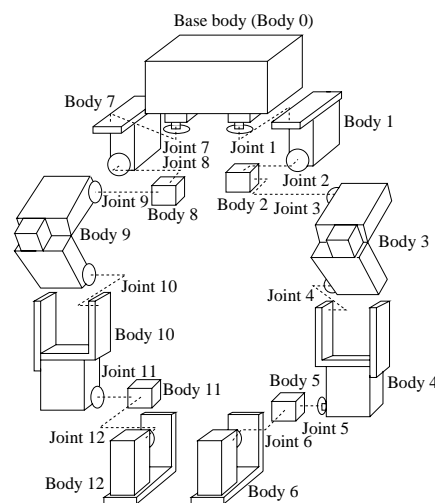 Base body (Body 0)
Body 7
Body 1
Joint 7
Joint 1
Joint 8
Joint 2
Joint 9
Body 2
Joint 3
Body 8
Body 9
Body 3
Joint 10
Joint 4
Body 10
Joint 11
Body 11
Body 5
Body 4
Joint 12
Joint 5
Joint 6
Body 12
Body 6